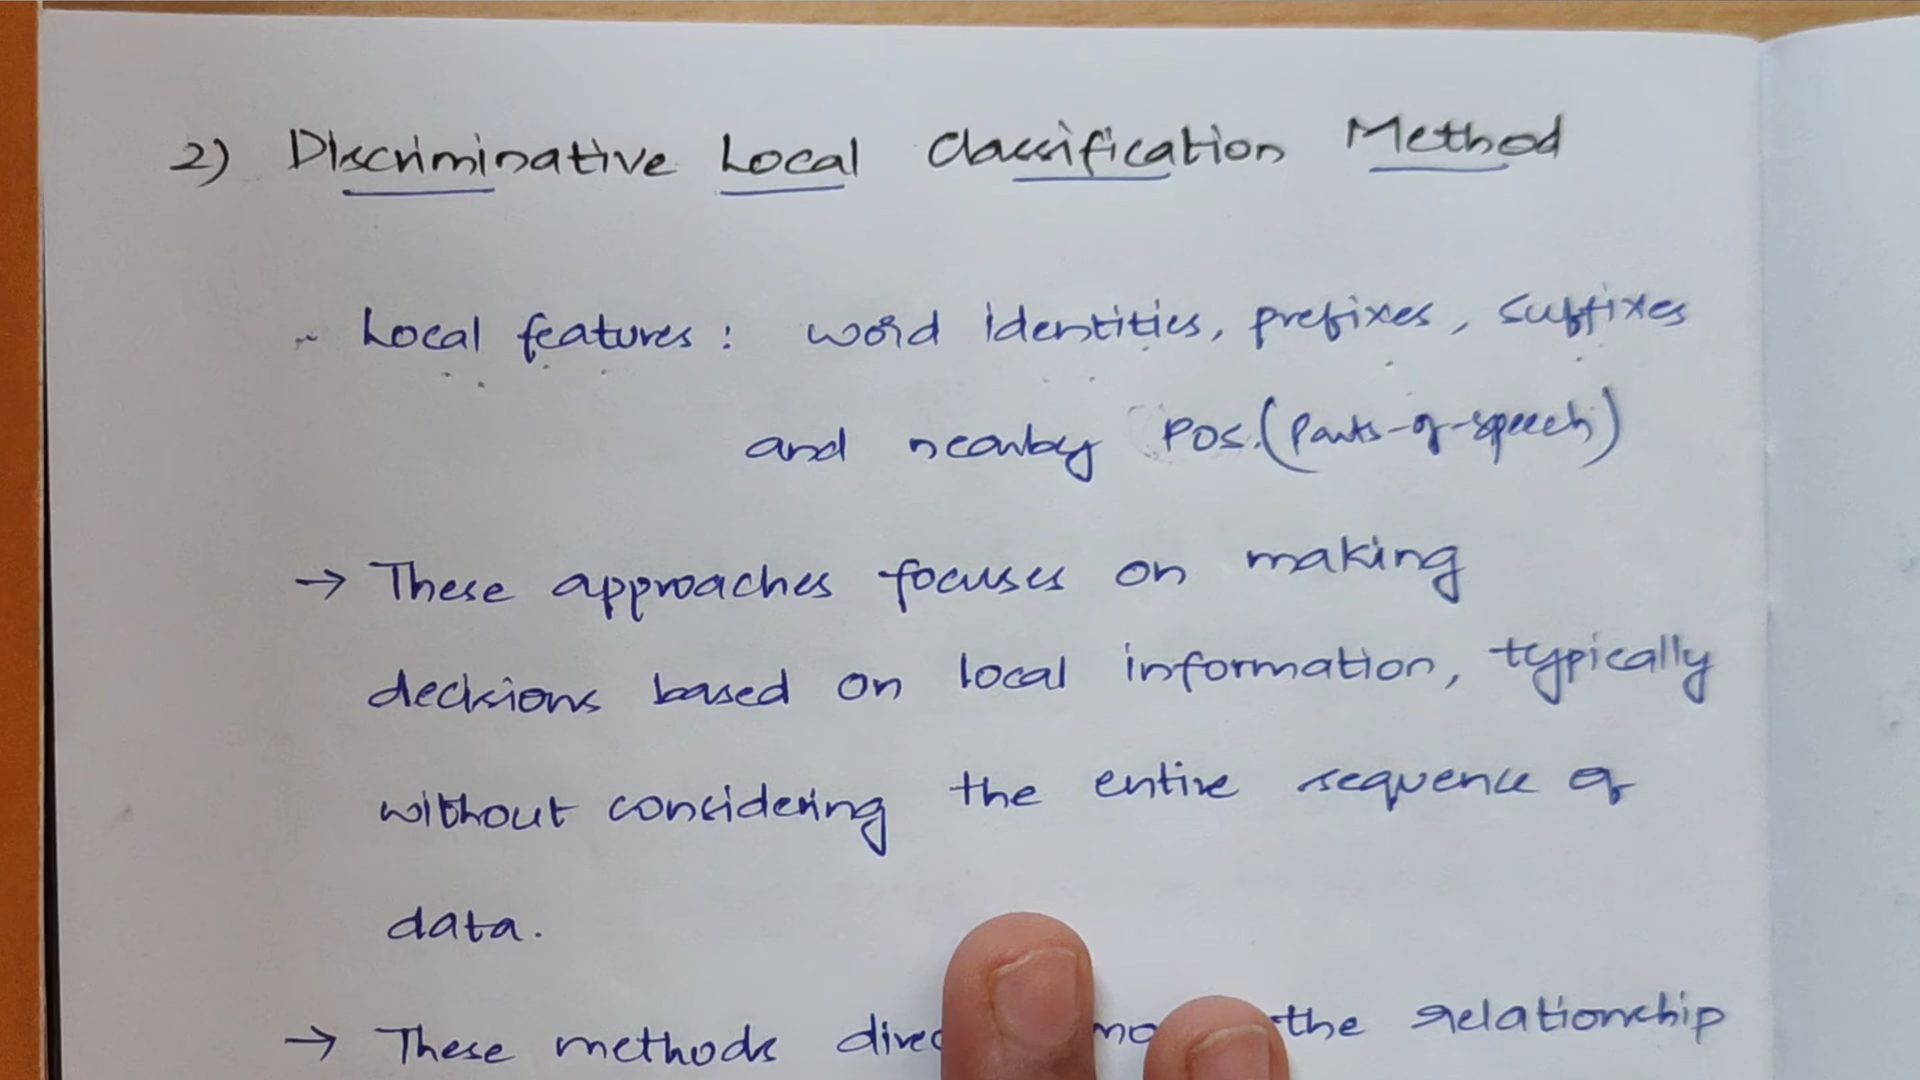 2) Discriminative Local Classification Method
- Local features: word identities, prefixes, suffixes
and nearby POS.(Parts-of-speech)
→ These approaches focuses on making
decisions based on local information, typically
without considering the entire sequence of
data.
→ These methods the relationship